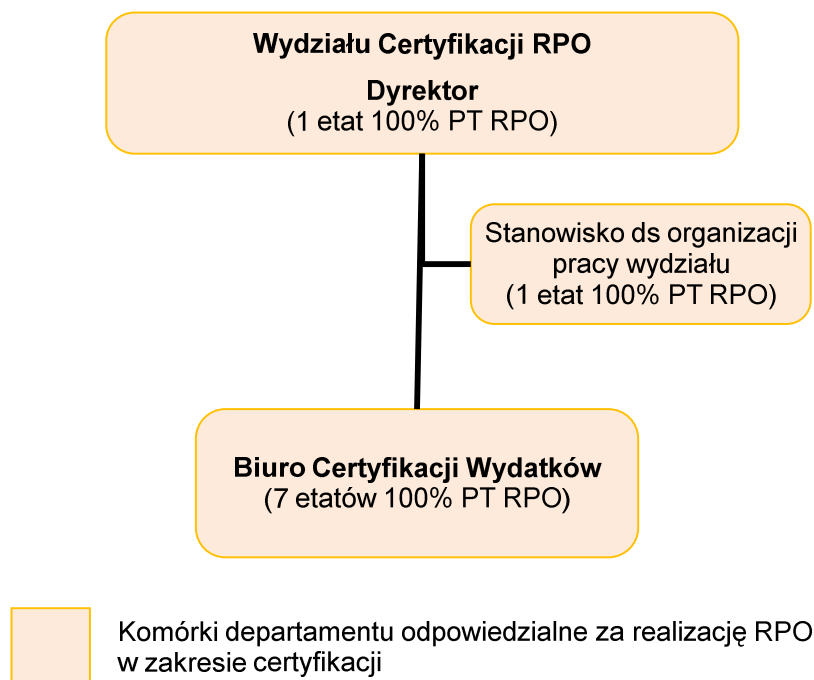 Wydziału Certyfikacji RPO
Dyrektor
(1 etat 100% PT RPO)
Stanowisko ds organizacji
pracy wydziału
(1 etat 100% PT RPO)
Biuro Certyfikacji Wydatków
(7 etatów 100% PT RPO)
Komórki departamentu odpowiedzialne za realizację RPO
w zakresie certyfikacji